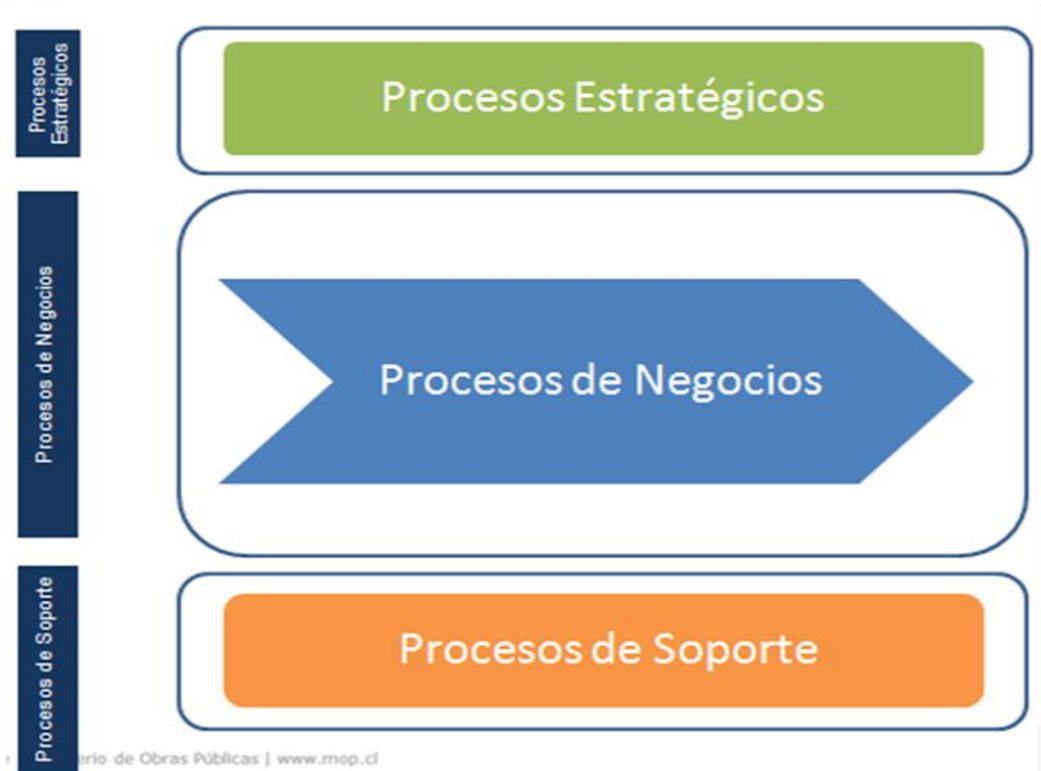 Procesos
Estratégicos
Procesos Estratégicos
Procesos de Negocios
Procesos de Negocios
Procesos de Soporte
Procesos de Soporte
de Obras Públicas | www.mop.cl